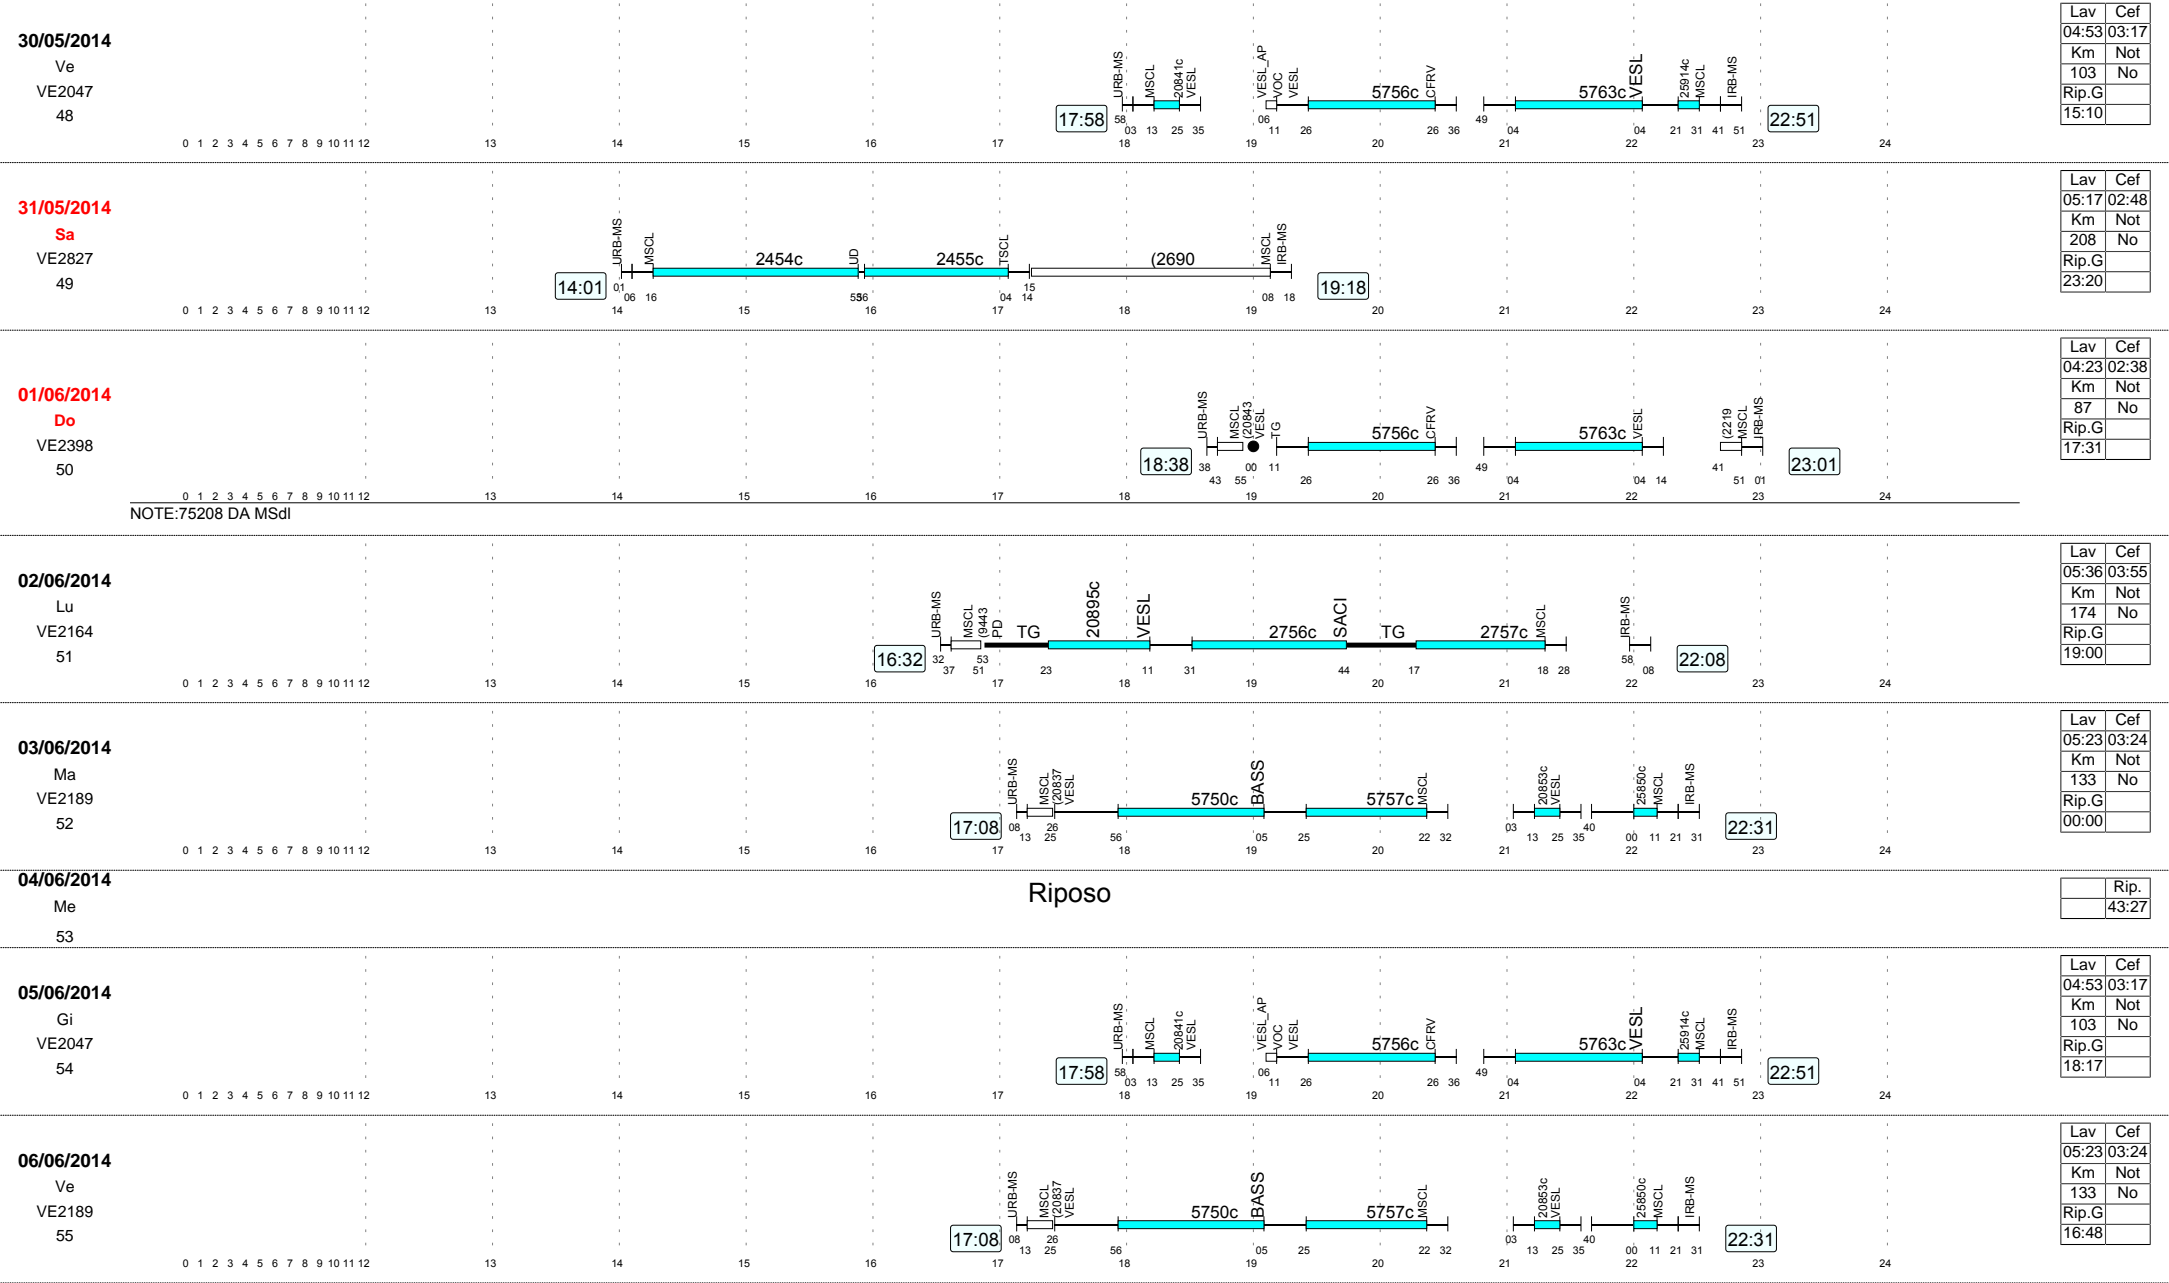 30/05/2014
Ve
VE2047
48
17:58
URB-MS MSCL 20841c VESL VESL_AP VOC VESL 5756c CFRV 5763c VESL 25914c MSCL IRB-MS
58 03 13 25 35 06 11 26 26 36 49 04 04 21 31 41 51
22:51
0 1 2 3 4 5 6 7 8 9 10 11 12 13 14 15 16 17 18 19 20 21 22 23 24
Lav Cef
04:53 03:17
Km Not
103 No
Rip.G
15:10
31/05/2014
Sa
VE2827
49
14:01
URB-MS MSCL 2454c UD 2455c TSCL (2690 MSCL IRB-MS
01 06 16 55 56 04 14 15 08 18
19:18
0 1 2 3 4 5 6 7 8 9 10 11 12 13 14 15 16 17 18 19 20 21 22 23 24
Lav Cef
05:17 02:48
Km Not
208 No
Rip.G
23:20
01/06/2014
Do
VE2398
50
18:38
URB-MS MSCL (20843 VESL TG 5756c CFRV 5763c VESL (2219 MSCL IRB-MS
38 43 55 00 11 26 26 36 49 04 04 14 41 51 01
23:01
0 1 2 3 4 5 6 7 8 9 10 11 12 13 14 15 16 17 18 19 20 21 22 23 24
NOTE:75208 DA MSdl
Lav Cef
04:23 02:38
Km Not
87 No
Rip.G
17:31
02/06/2014
Lu
VE2164
51
16:32
URB-MS MSCL (9443 PD TG 20895c VESL 2756c SACI TG 2757c MSCL IRB-MS
32 37 51 53 23 11 31 44 17 18 28 58 08
22:08
0 1 2 3 4 5 6 7 8 9 10 11 12 13 14 15 16 17 18 19 20 21 22 23 24
Lav Cef
05:36 03:55
Km Not
174 No
Rip.G
19:00
03/06/2014
Ma
VE2189
52
17:08
URB-MS MSCL (20837 VESL 5750c BASS 5757c MSCL 20853c VESL 25850c MSCL IRB-MS
08 13 25 26 56 05 25 22 32 03 13 25 35 40 00 11 21 31
22:31
0 1 2 3 4 5 6 7 8 9 10 11 12 13 14 15 16 17 18 19 20 21 22 23 24
Lav Cef
05:23 03:24
Km Not
133 No
Rip.G
00:00
04/06/2014
Me
53
Riposo
Rip.
43:27
05/06/2014
Gi
VE2047
54
17:58
URB-MS MSCL 20841c VESL VESL_AP VOC VESL 5756c CFRV 5763c VESL 25914c MSCL IRB-MS
58 03 13 25 35 06 11 26 26 36 49 04 04 21 31 41 51
22:51
0 1 2 3 4 5 6 7 8 9 10 11 12 13 14 15 16 17 18 19 20 21 22 23 24
Lav Cef
04:53 03:17
Km Not
103 No
Rip.G
18:17
06/06/2014
Ve
VE2189
55
17:08
URB-MS MSCL (20837 VESL 5750c BASS 5757c MSCL 20853c VESL 25850c MSCL IRB-MS
08 13 25 26 56 05 25 22 32 03 13 25 35 40 00 11 21 31
22:31
0 1 2 3 4 5 6 7 8 9 10 11 12 13 14 15 16 17 18 19 20 21 22 23 24
Lav Cef
05:23 03:24
Km Not
133 No
Rip.G
16:48